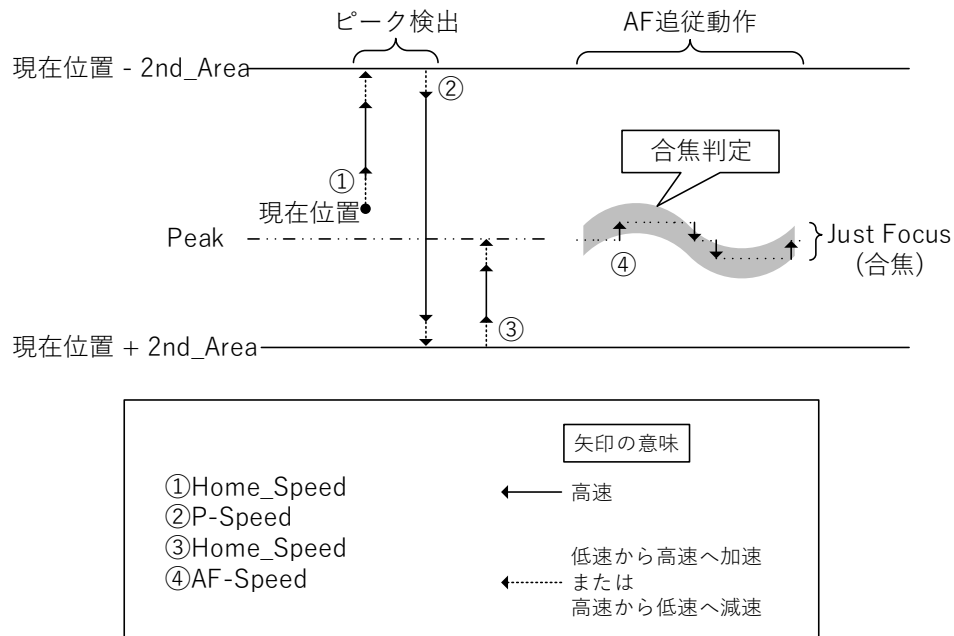 ピーク検出
AF追従動作
現在位置 - 2nd_Area
②
合焦判定
①
現在位置
Peak
④
Just Focus
(合焦)
③
現在位置 + 2nd_Area
矢印の意味
①Home_Speed
②P-Speed
③Home_Speed
④AF-Speed
高速
低速から高速へ加速
または
高速から低速へ減速